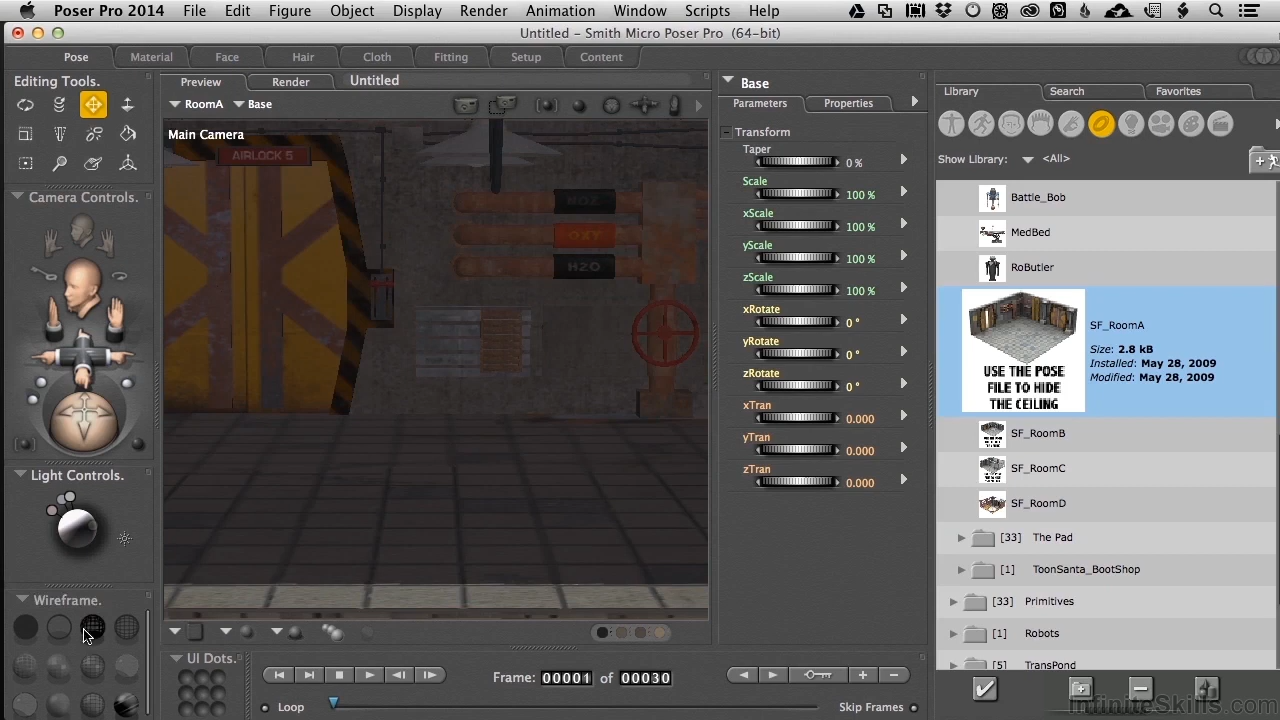 Poser Pro 2014 File Edit Figure Object Display Render Animation Window Scripts Help
Untitled – Smith Micro Poser Pro (64-bit)
Pose Material Face Hair Cloth Fitting Setup Content
Editing Tools.
Camera Controls.
Light Controls.
Wireframe.
Preview Render Untitled
RoomA Base
Main Camera
AIRLOCK 5
NOZ
OXY
H2O
UI Dots.
Loop
Frame: 00001 of 00030
Skip Frames
Base
Parameters Properties
Transform
Taper
0 %
Scale
100 %
xScale
100 %
yScale
100 %
zScale
100 %
xRotate
0 °
yRotate
0 °
zRotate
0 °
xTran
0.000
yTran
0.000
zTran
0.000
Library Search Favorites
Show Library: <All>
Battle_Bob
MedBed
RoButler
USE THE POSE
FILE TO HIDE
THE CEILING
SF_RoomA
Size: 2.8 kB
Installed: May 28, 2009
Modified: May 28, 2009
SF_RoomB
SF_RoomC
SF_RoomD
[33] The Pad
[1] ToonSanta_BootShop
[33] Primitives
[1] Robots
[5] TransPond
InfiniteSkills.com